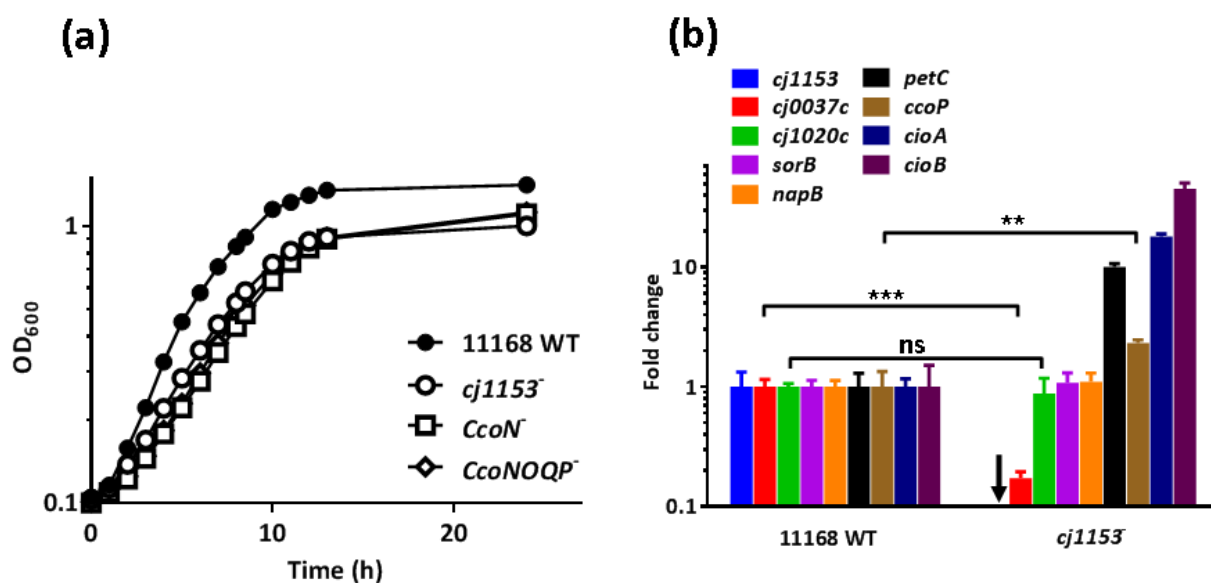 (a)
OD600
1
0.1
0
10
20
Time (h)
11168 WT
cj1153-
CcoN-
CcoNOQP-
(b)
cj1153
cj0037c
cj1020c
sorB
napB
petC
ccoP
cioA
cioB
Fold change
10
1
0.1
**
***
ns
11168 WT
cj1153-